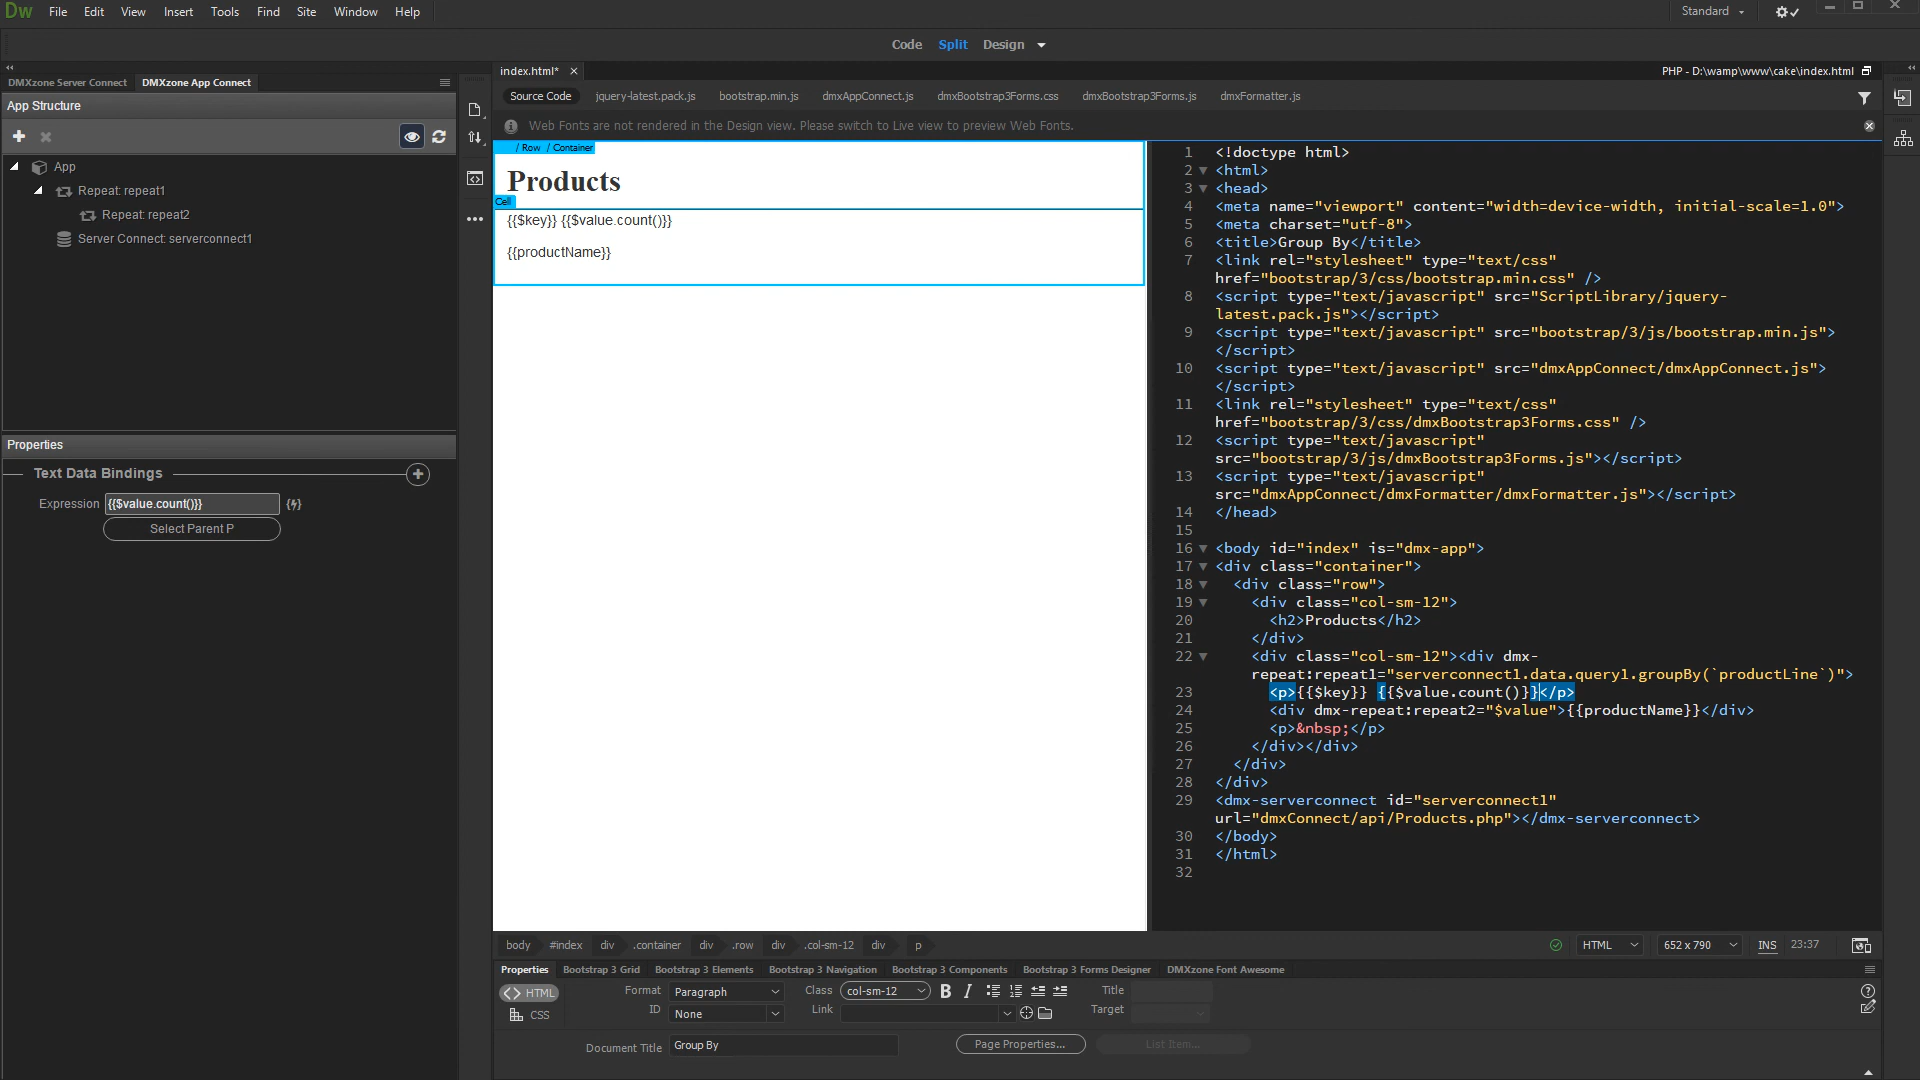 Dw File Edit View Insert Tools Find Site Window Help
Standard
Code Split Design
DMXzone Server Connect DMXzone App Connect
App Structure
App
Repeat: repeat1
Repeat: repeat2
Server Connect: serverconnect1
Properties
Text Data Bindings
Expression {{$value.count()}}
Select Parent P
index.html*
PHP - D:\wamp\www\cake\index.html
Source Code jquery-latest.pack.js bootstrap.min.js dmxAppConnect.js dmxBootstrap3Forms.css dmxBootstrap3Forms.js dmxFormatter.js
Web Fonts are not rendered in the Design view. Please switch to Live view to preview Web Fonts.
/ Row / Container
Products
Cell
{{$key}} {{$value.count()}}
{{productName}}
1 <!doctype html>
2 <html>
3 <head>
4 <meta name="viewport" content="width=device-width, initial-scale=1.0">
5 <meta charset="utf-8">
6 <title>Group By</title>
7 <link rel="stylesheet" type="text/css"
href="bootstrap/3/css/bootstrap.min.css" />
8 <script type="text/javascript" src="ScriptLibrary/jquery-
latest.pack.js"></script>
9 <script type="text/javascript" src="bootstrap/3/js/bootstrap.min.js">
</script>
10 <script type="text/javascript" src="dmxAppConnect/dmxAppConnect.js">
</script>
11 <link rel="stylesheet" type="text/css"
href="bootstrap/3/css/dmxBootstrap3Forms.css" />
12 <script type="text/javascript"
src="bootstrap/3/js/dmxBootstrap3Forms.js"></script>
13 <script type="text/javascript"
src="dmxAppConnect/dmxFormatter/dmxFormatter.js"></script>
14 </head>
15
16 <body id="index" is="dmx-app">
17 <div class="container">
18 <div class="row">
19 <div class="col-sm-12">
20 <h2>Products</h2>
21 </div>
22 <div class="col-sm-12"><div dmx-
repeat:repeat1="serverconnect1.data.query1.groupBy(`productLine`)">
23 <p>{{$key}} {{$value.count()}}</p>
24 <div dmx-repeat:repeat2="$value">{{productName}}</div>
25 <p>&nbsp;</p>
26 </div></div>
27 </div>
28 </div>
29 <dmx-serverconnect id="serverconnect1"
url="dmxConnect/api/Products.php"></dmx-serverconnect>
30 </body>
31 </html>
32
body #index div .container div .row div .col-sm-12 div p
HTML 652 x 790 INS 23:37
Properties Bootstrap 3 Grid Bootstrap 3 Elements Bootstrap 3 Navigation Bootstrap 3 Components Bootstrap 3 Forms Designer DMXzone Font Awesome
<> HTML Format Paragraph Class col-sm-12 B I Title
CSS ID None Link Target
Document Title Group By Page Properties... List Item...